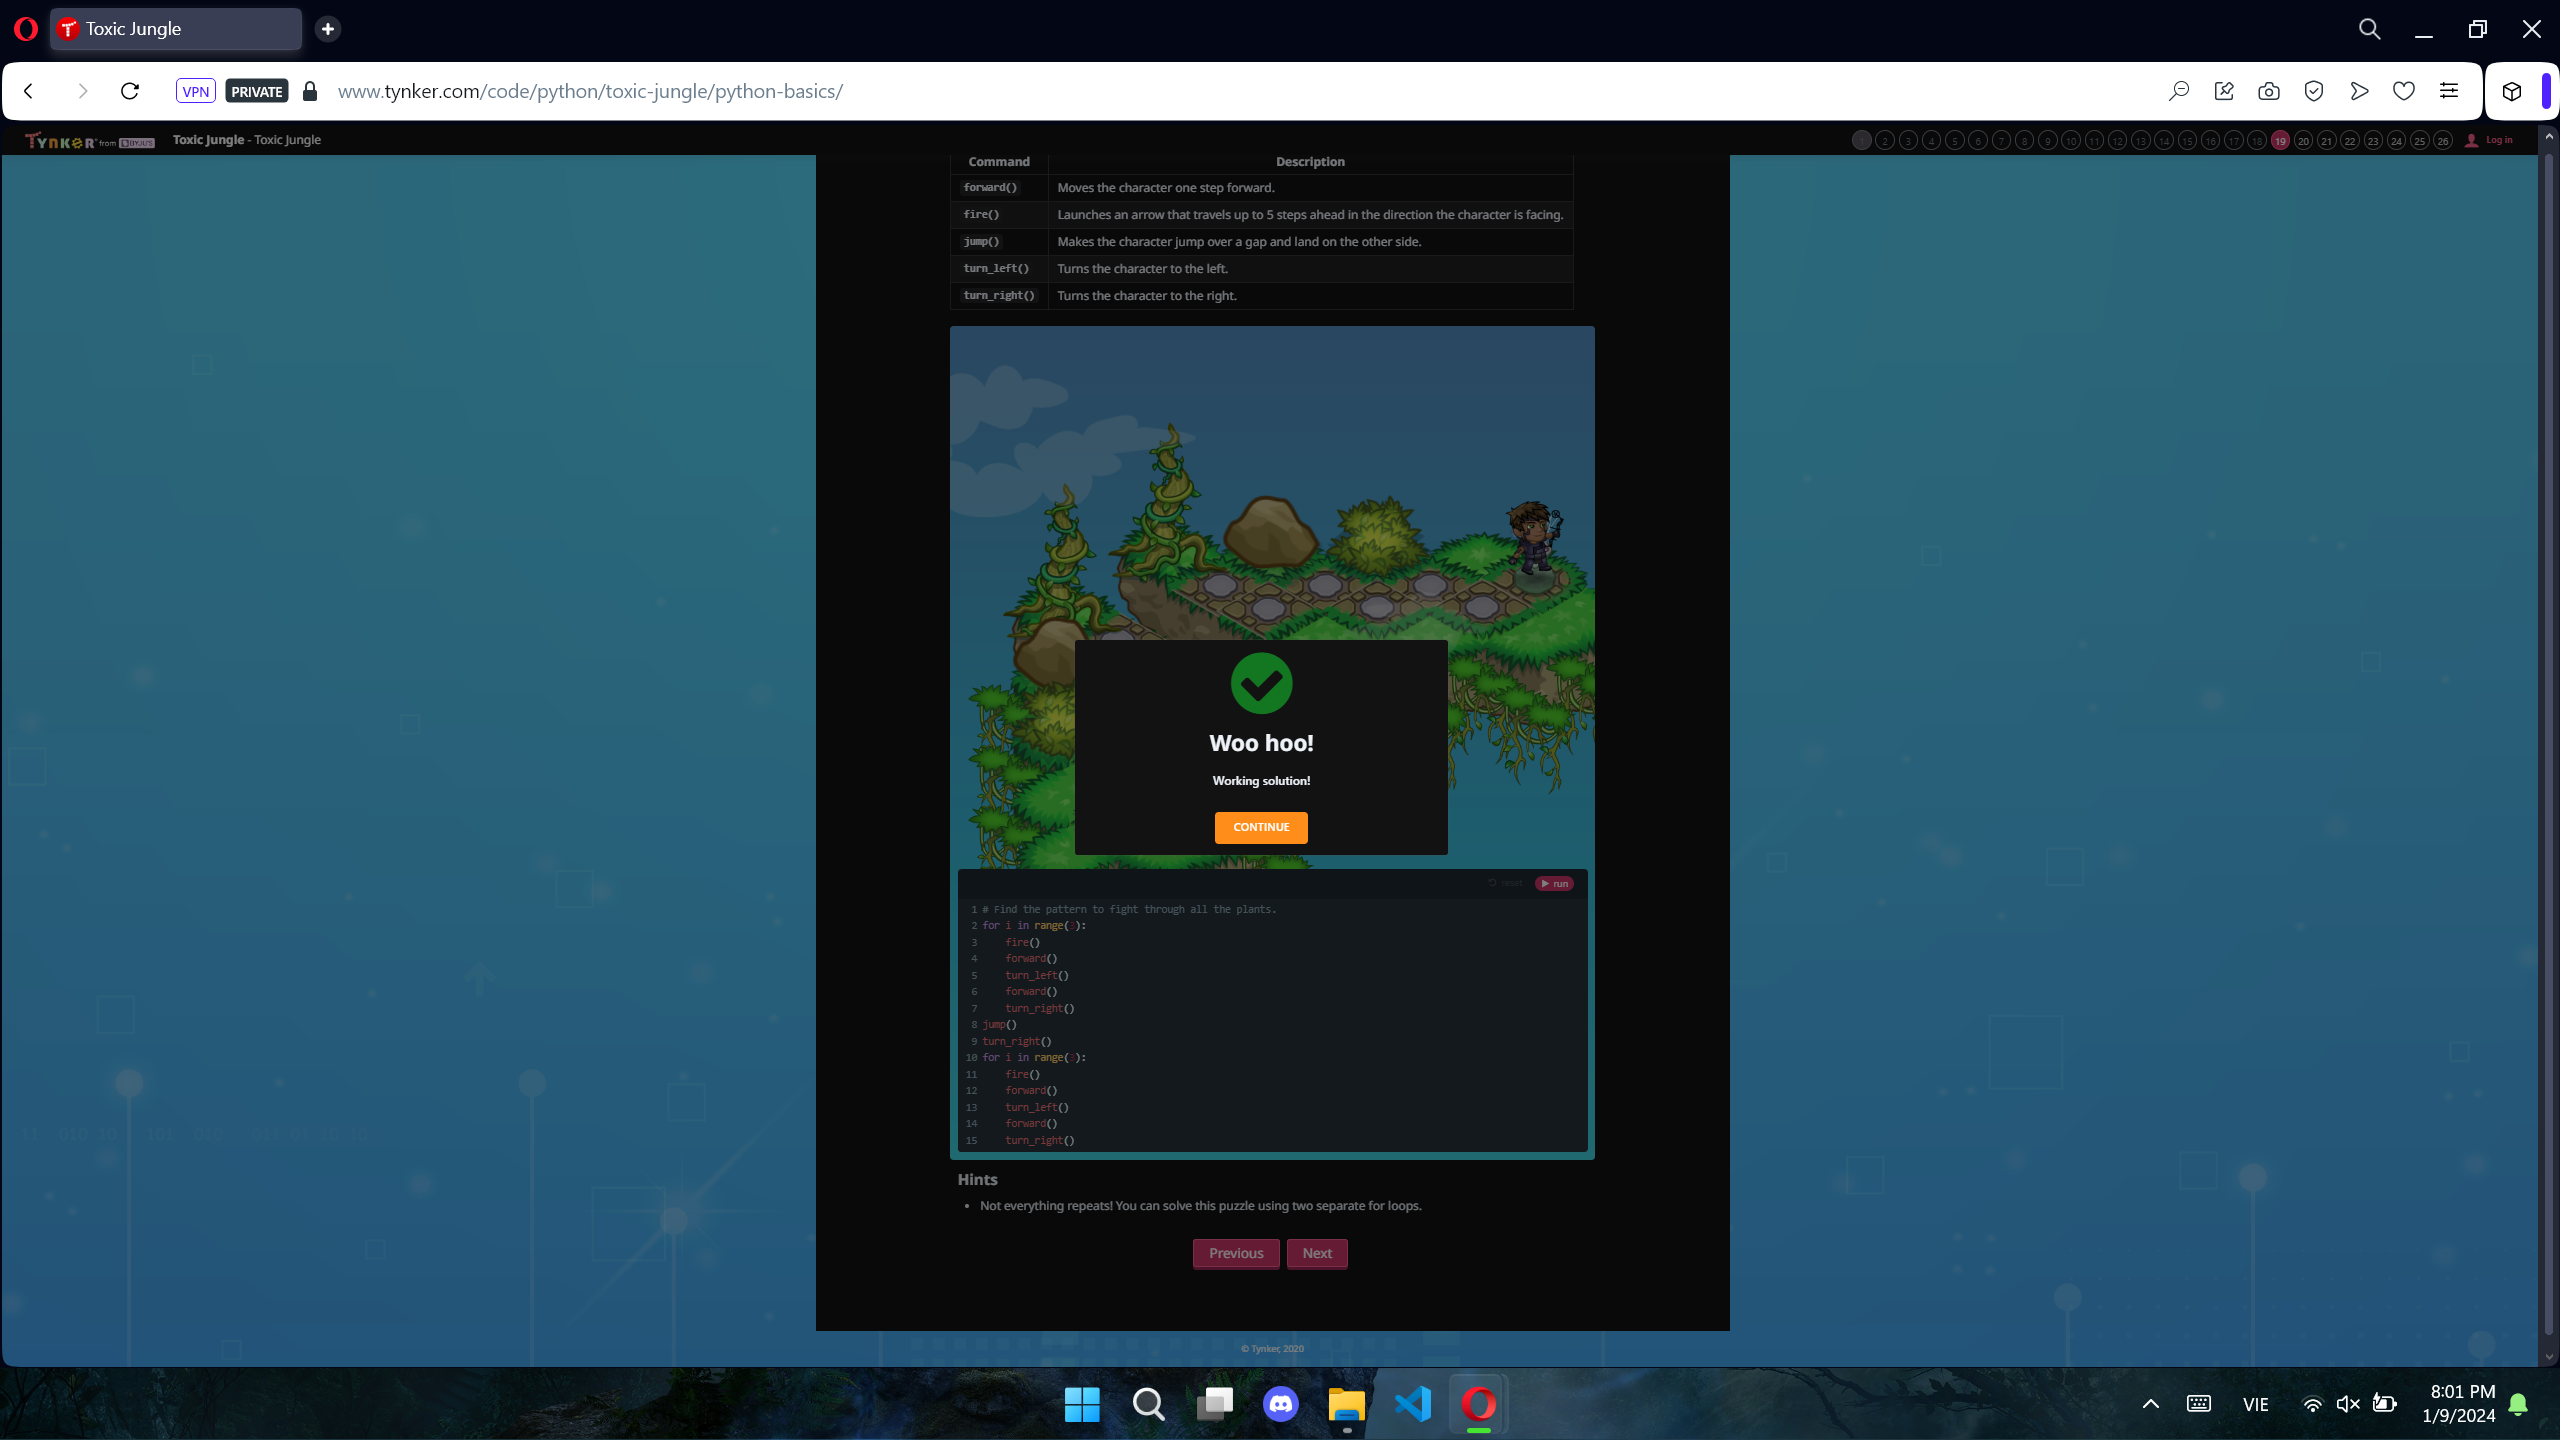 Toxic Jungle
VPN PRIVATE www.tynker.com/code/python/toxic-jungle/python-basics/
TYNKER from BYJU'S Toxic Jungle - Toxic Jungle 1 2 3 4 5 6 7 8 9 10 11 12 13 14 15 16 17 18 19 20 21 22 23 24 25 26 Log in
Command Description
forward() Moves the character one step forward.
fire() Launches an arrow that travels up to 5 steps ahead in the direction the character is facing.
jump() Makes the character jump over a gap and land on the other side.
turn_left() Turns the character to the left.
turn_right() Turns the character to the right.
Woo hoo!
Working solution!
CONTINUE
reset run
1 # Find the pattern to fight through all the plants.
2 for i in range(3):
3 fire()
4 forward()
5 turn_left()
6 forward()
7 turn_right()
8 jump()
9 turn_right()
10 for i in range(3):
11 fire()
12 forward()
13 turn_left()
14 forward()
15 turn_right()
Hints
• Not everything repeats! You can solve this puzzle using two separate for loops.
Previous Next
© Tynker, 2020
VIE
8:01 PM
1/9/2024